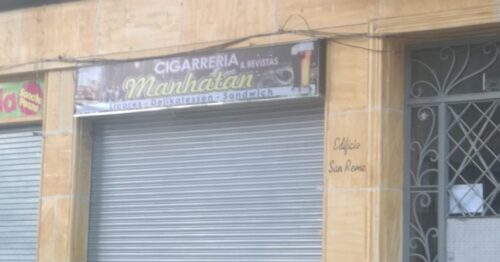 CIGARRERIA
& REVISTAS
Manhatan
Licores - Delikatessen - Sandwich
Edificio
San Remo